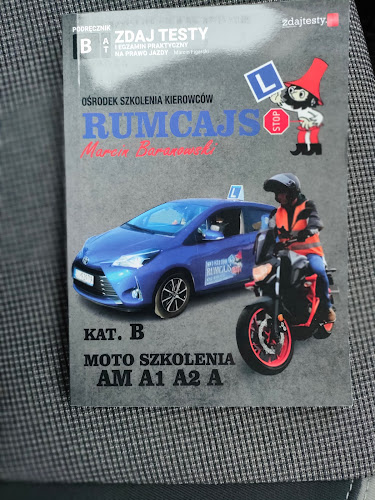 PODRĘCZNIK
B
A
T
ZDAJ TESTY
I EGZAMIN PRAKTYCZNY
NA PRAWO JAZDY
zdajtesty.
L
OŚRODEK SZKOLENIA KIEROWCÓW
RUMCAJS
STOP
Marcin Baranowski
L
RUMCAJS
KAT. B
MOTO SZKOLENIA
AM A1 A2 A